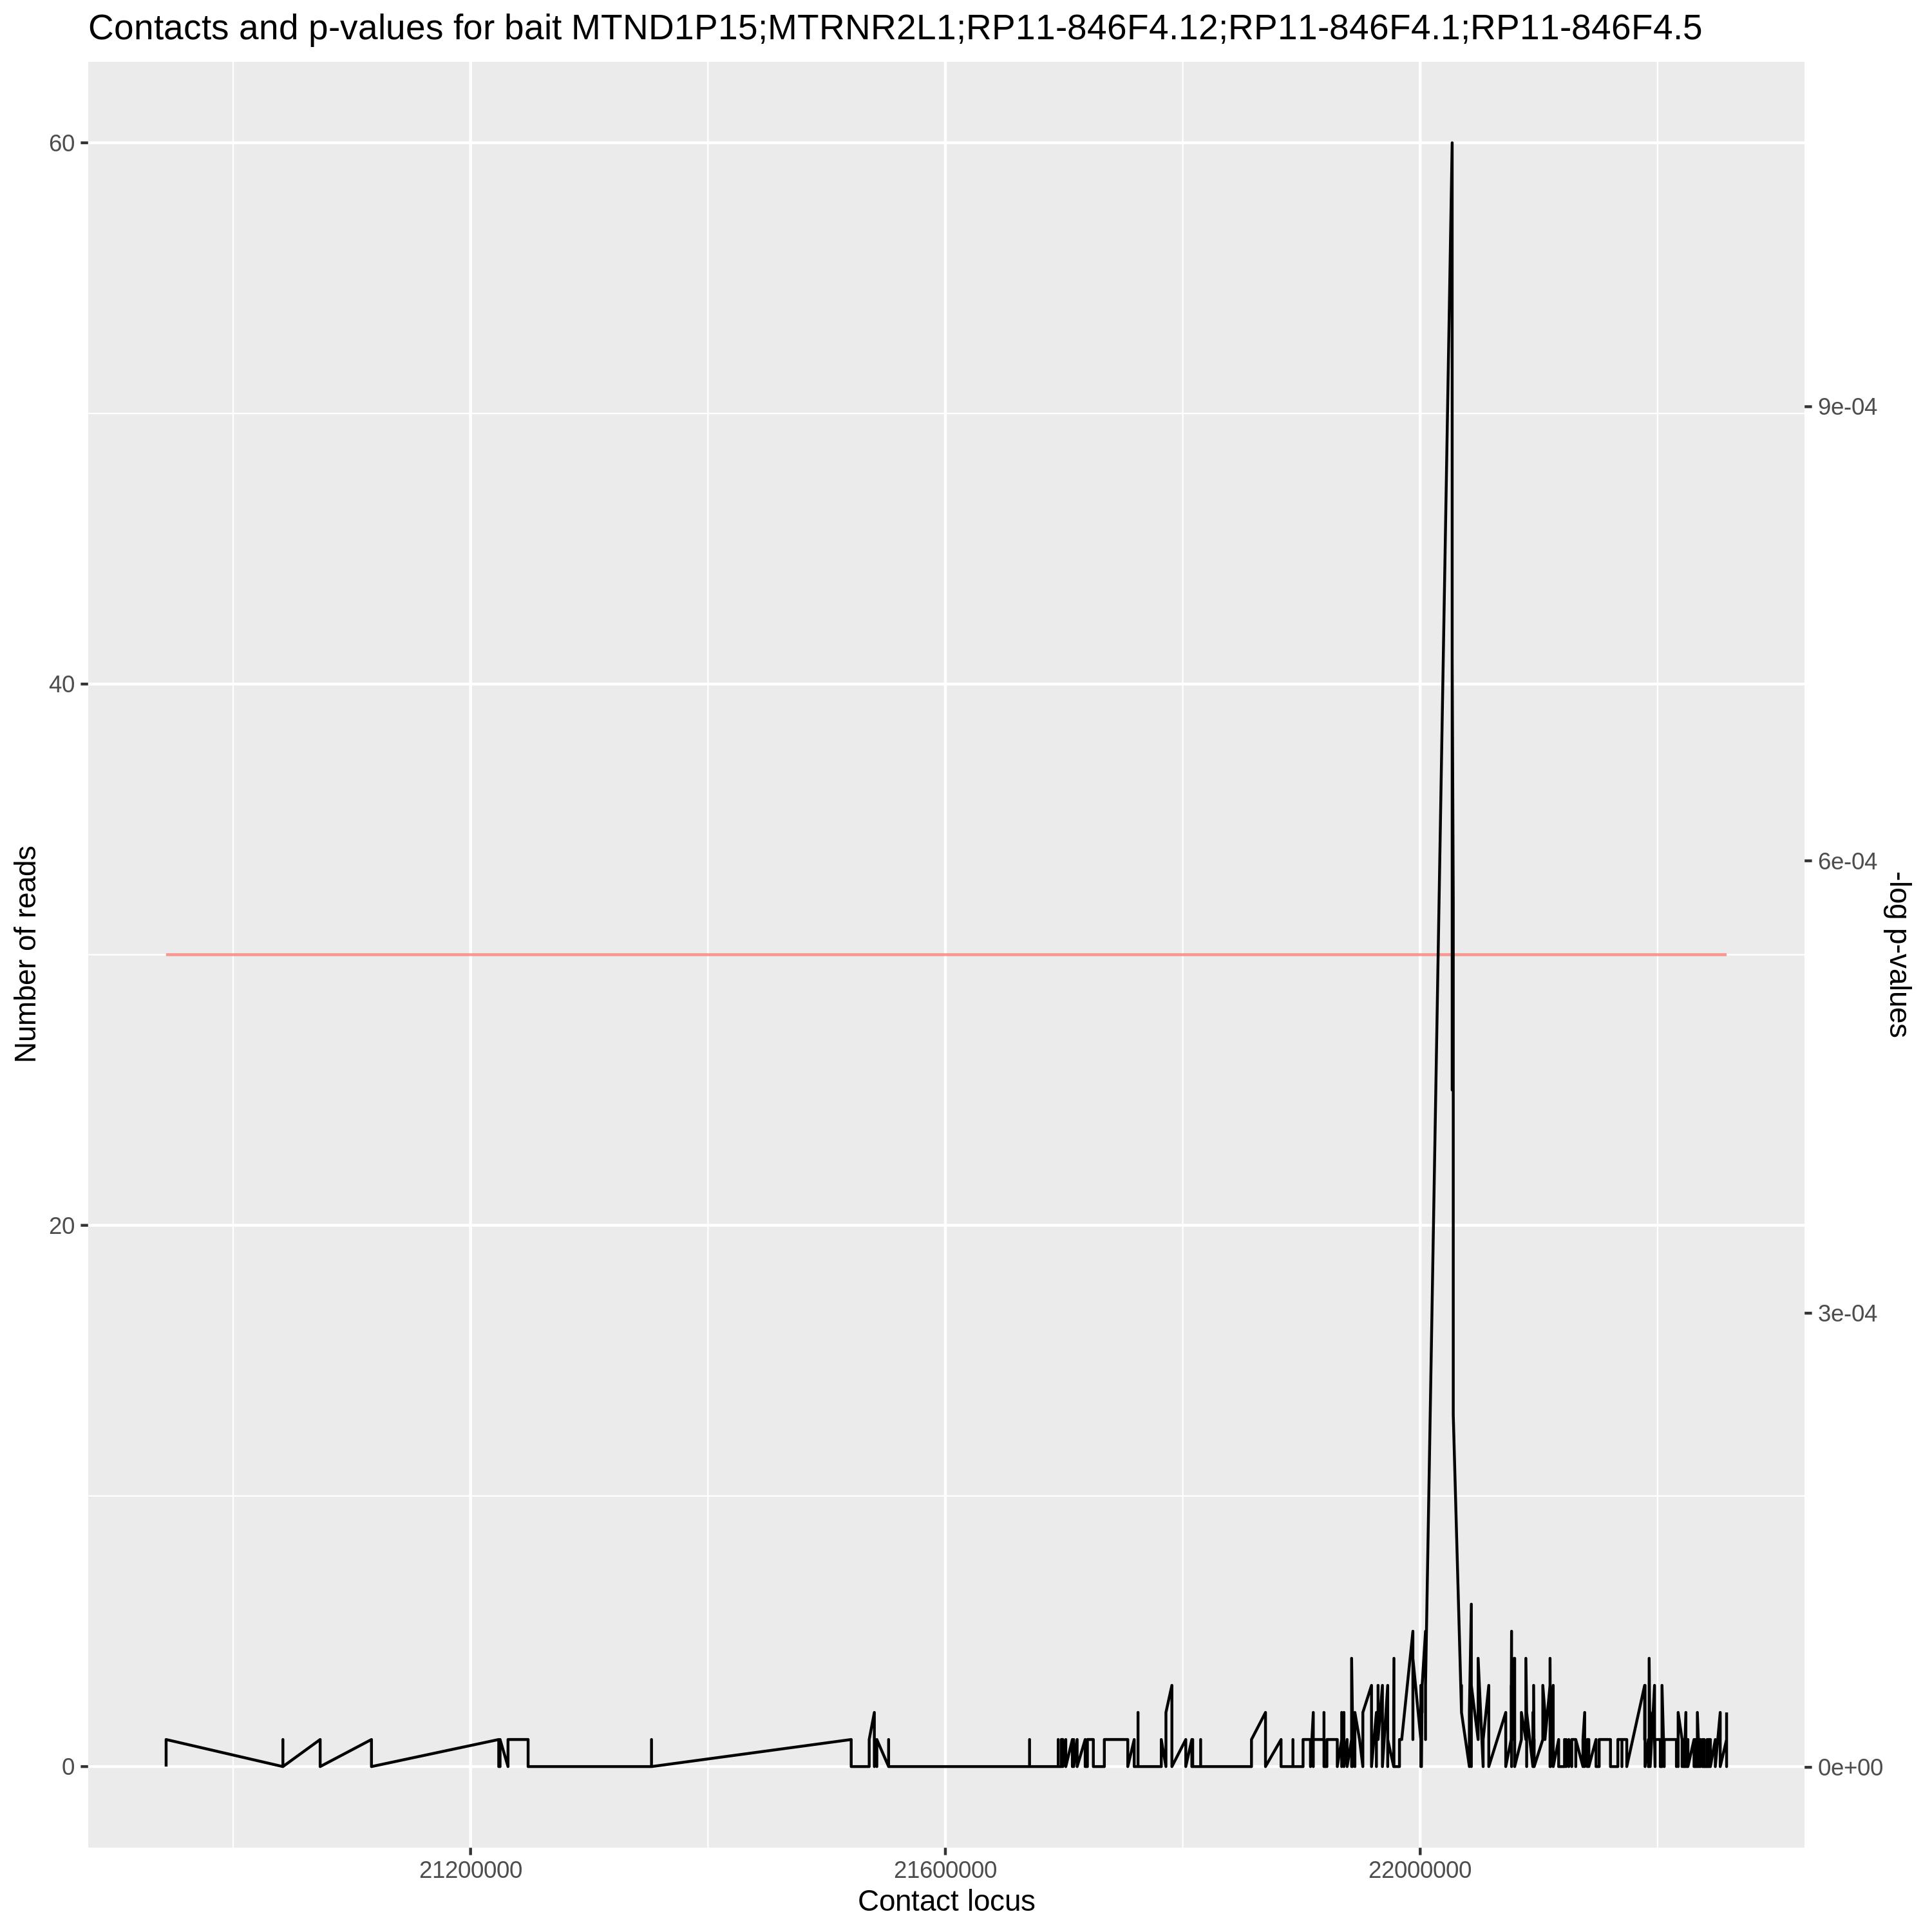 Contacts and p-values for bait MTND1P15;MTRNR2L1;RP11-846F4.12;RP11-846F4.1;RP11-846F4.5
60
40
20
0
Number of reads
9e-04
6e-04
3e-04
0e+00
-log p-values
21200000
21600000
22000000
Contact locus